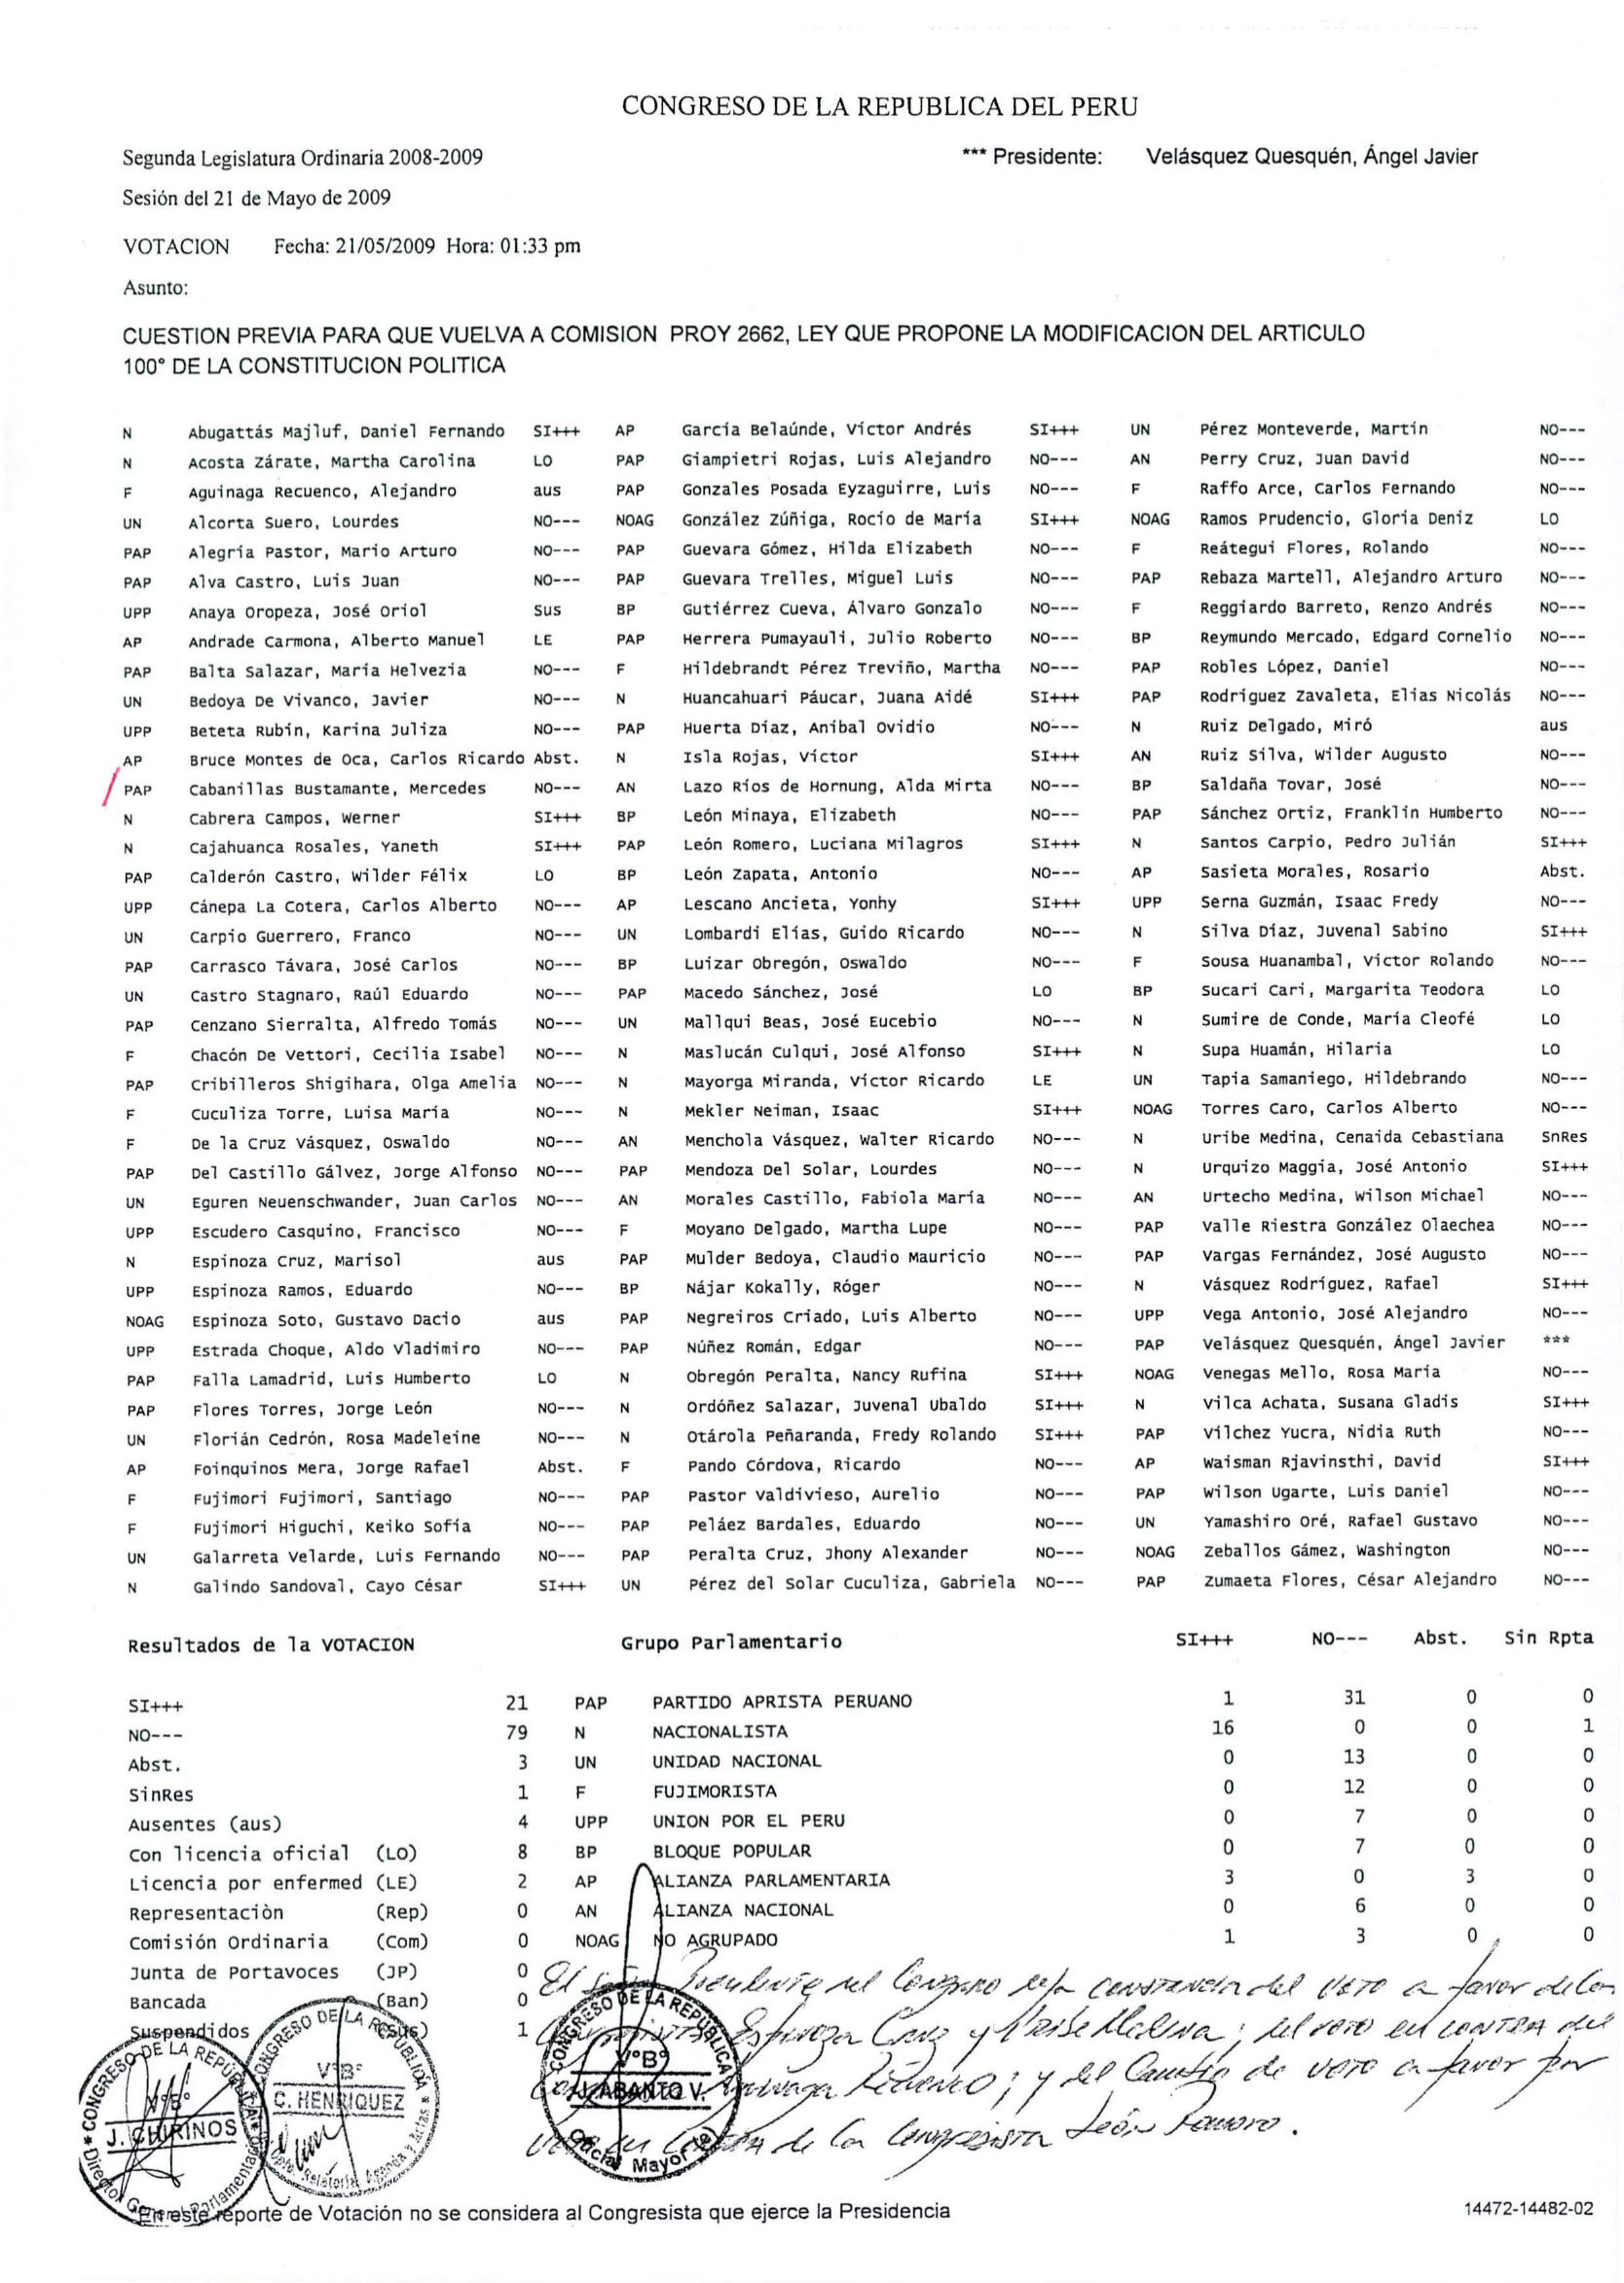 CONGRESO DE LA REPUBLICA DEL PERU
Segunda Legislatura Ordinaria 2008-2009 *** Presidente: Velásquez Quesquén, Ángel Javier
Sesión del 21 de Mayo de 2009
VOTACION Fecha: 21/05/2009 Hora: 01:33 pm
Asunto:
CUESTION PREVIA PARA QUE VUELVA A COMISION PROY 2662, LEY QUE PROPONE LA MODIFICACION DEL ARTICULO
100° DE LA CONSTITUCION POLITICA
N Abugattás Majluf, Daniel Fernando SI+++ AP García Belaúnde, Víctor Andrés SI+++ UN Pérez Monteverde, Martin NO---
N Acosta Zárate, Martha Carolina LO PAP Giampietri Rojas, Luis Alejandro NO--- AN Perry Cruz, Juan David NO---
F Aguinaga Recuenco, Alejandro aus PAP Gonzales Posada Eyzaguirre, Luis NO--- F Raffo Arce, Carlos Fernando NO---
UN Alcorta Suero, Lourdes NO--- NOAG González Zúñiga, Rocío de María SI+++ NOAG Ramos Prudencio, Gloria Deniz LO
PAP Alegría Pastor, Mario Arturo NO--- PAP Guevara Gómez, Hilda Elizabeth NO--- F Reátegui Flores, Rolando NO---
PAP Alva Castro, Luis Juan NO--- PAP Guevara Trelles, Miguel Luis NO--- PAP Rebaza Martell, Alejandro Arturo NO---
UPP Anaya Oropeza, José Oriol Sus BP Gutiérrez Cueva, Álvaro Gonzalo NO--- F Reggiardo Barreto, Renzo Andrés NO---
AP Andrade Carmona, Alberto Manuel LE PAP Herrera Pumayauli, Julio Roberto NO--- BP Reymundo Mercado, Edgard Cornelio NO---
PAP Balta Salazar, María Helvezia NO--- F Hildebrandt Pérez Treviño, Martha NO--- PAP Robles López, Daniel NO---
UN Bedoya De Vivanco, Javier NO--- N Huancahuari Páucar, Juana Aidé SI+++ PAP Rodríguez Zavaleta, Elías Nicolás NO---
UPP Beteta Rubín, Karina Juliza NO--- PAP Huerta Díaz, Anibal Ovidio NO--- N Ruiz Delgado, Miró aus
AP Bruce Montes de Oca, Carlos Ricardo Abst. N Isla Rojas, Víctor SI+++ AN Ruiz Silva, Wilder Augusto NO---
PAP Cabanillas Bustamante, Mercedes NO--- AN Lazo Ríos de Hornung, Alda Mirta NO--- BP Saldaña Tovar, José NO---
N Cabrera Campos, Werner SI+++ BP León Minaya, Elizabeth NO--- PAP Sánchez Ortiz, Franklin Humberto NO---
N Cajahuanca Rosales, Yaneth SI+++ PAP León Romero, Luciana Milagros SI+++ N Santos Carpio, Pedro Julián SI+++
PAP Calderón Castro, Wilder Félix LO BP León Zapata, Antonio NO--- AP Sasieta Morales, Rosario Abst.
UPP Cánepa La Cotera, Carlos Alberto NO--- AP Lescano Ancieta, Yonhy SI+++ UPP Serna Guzmán, Isaac Fredy NO---
UN Carpio Guerrero, Franco NO--- UN Lombardi Elías, Guido Ricardo NO--- N Silva Díaz, Juvenal Sabino SI+++
PAP Carrasco Távara, José Carlos NO--- BP Luizar Obregón, Oswaldo NO--- F Sousa Huanambal, Víctor Rolando NO---
UN Castro Stagnaro, Raúl Eduardo NO--- PAP Macedo Sánchez, José LO BP Sucari Cari, Margarita Teodora LO
PAP Cenzano Sierralta, Alfredo Tomás NO--- UN Mallqui Beas, José Eucebio NO--- N Sumire de Conde, María Cleofé LO
F Chacón De Vettori, Cecilia Isabel NO--- N Maslucán Culqui, José Alfonso SI+++ N Supa Huamán, Hilaria LO
PAP Cribilleros Shigihara, Olga Amelia NO--- N Mayorga Miranda, Víctor Ricardo LE UN Tapia Samaniego, Hildebrando NO---
F Cuculiza Torre, Luisa María NO--- N Mekler Neiman, Isaac SI+++ NOAG Torres Caro, Carlos Alberto NO---
F De la Cruz Vásquez, Oswaldo NO--- AN Menchola Vásquez, Walter Ricardo NO--- N Uribe Medina, Cenaida Cebastiana SnRes
PAP Del Castillo Gálvez, Jorge Alfonso NO--- PAP Mendoza Del Solar, Lourdes NO--- N Urquizo Maggia, José Antonio SI+++
UN Eguren Neuenschwander, Juan Carlos NO--- AN Morales Castillo, Fabiola María NO--- AN Urtecho Medina, Wilson Michael NO---
UPP Escudero Casquino, Francisco NO--- F Moyano Delgado, Martha Lupe NO--- PAP Valle Riestra González Olaechea NO---
N Espinoza Cruz, Marisol aus PAP Mulder Bedoya, Claudio Mauricio NO--- PAP Vargas Fernández, José Augusto NO---
UPP Espinoza Ramos, Eduardo NO--- BP Nájar Kokally, Róger NO--- N Vásquez Rodríguez, Rafael SI+++
NOAG Espinoza Soto, Gustavo Dacio aus PAP Negreiros Criado, Luis Alberto NO--- UPP Vega Antonio, José Alejandro NO---
UPP Estrada Choque, Aldo Vladimiro NO--- PAP Núñez Román, Edgar NO--- PAP Velásquez Quesquén, Ángel Javier ***
PAP Falla Lamadrid, Luis Humberto LO N Obregón Peralta, Nancy Rufina SI+++ NOAG Venegas Mello, Rosa María NO---
PAP Flores Torres, Jorge León NO--- N Ordóñez Salazar, Juvenal Ubaldo SI+++ N Vilca Achata, Susana Gladis SI+++
UN Florián Cedrón, Rosa Madeleine NO--- N Otárola Peñaranda, Fredy Rolando SI+++ PAP Vilchez Yucra, Nidia Ruth NO---
AP Foinquinos Mera, Jorge Rafael Abst. F Pando Córdova, Ricardo NO--- AP Waisman Rjavinsthi, David SI+++
F Fujimori Fujimori, Santiago NO--- PAP Pastor Valdivieso, Aurelio NO--- PAP Wilson Ugarte, Luis Daniel NO---
F Fujimori Higuchi, Keiko Sofía NO--- PAP Peláez Bardales, Eduardo NO--- UN Yamashiro Oré, Rafael Gustavo NO---
UN Galarreta Velarde, Luis Fernando NO--- PAP Peralta Cruz, Jhony Alexander NO--- NOAG Zeballos Gámez, Washington NO---
N Galindo Sandoval, Cayo César SI+++ UN Pérez del Solar Cuculiza, Gabriela NO--- PAP Zumaeta Flores, César Alejandro NO---
Resultados de la VOTACION Grupo Parlamentario SI+++ NO--- Abst. Sin Rpta
SI+++ 21 PAP PARTIDO APRISTA PERUANO 1 31 0 0
NO--- 79 N NACIONALISTA 16 0 0 1
Abst. 3 UN UNIDAD NACIONAL 0 13 0 0
SinRes 1 F FUJIMORISTA 0 12 0 0
Ausentes (aus) 4 UPP UNION POR EL PERU 0 7 0 0
Con licencia oficial (LO) 8 BP BLOQUE POPULAR 0 7 0 0
Licencia por enfermed (LE) 2 AP ALIANZA PARLAMENTARIA 3 0 3 0
Representaciòn (Rep) 0 AN ALIANZA NACIONAL 0 6 0 0
Comisión Ordinaria (Com) 0 NOAG NO AGRUPADO 1 3 0 0
Junta de Portavoces (JP) 0
Bancada (Ban) 0
Suspendidos (Sus) 1
El señor Presidente del Congreso deja constancia del voto a favor de los
Congresistas Espinoza Cruz y Uribe Medina; del voto en contra del
Aguinaga Recuenco; y del Cambio de voto a favor por
voto en contra de la Congresista León Romero.
CONGRESO DE LA REPÚBLICA
V°B°
J. CHIRINOS
Director General Parlamentario
CONGRESO DE LA REPUBLICA
V°B°
C. HENRIQUEZ
Relatoría, Agenda y Actas
CONGRESO DE LA REPUBLICA
V°B°
J. ABANTO V.
Oficial Mayor (e)
En este reporte de Votación no se considera al Congresista que ejerce la Presidencia 14472-14482-02